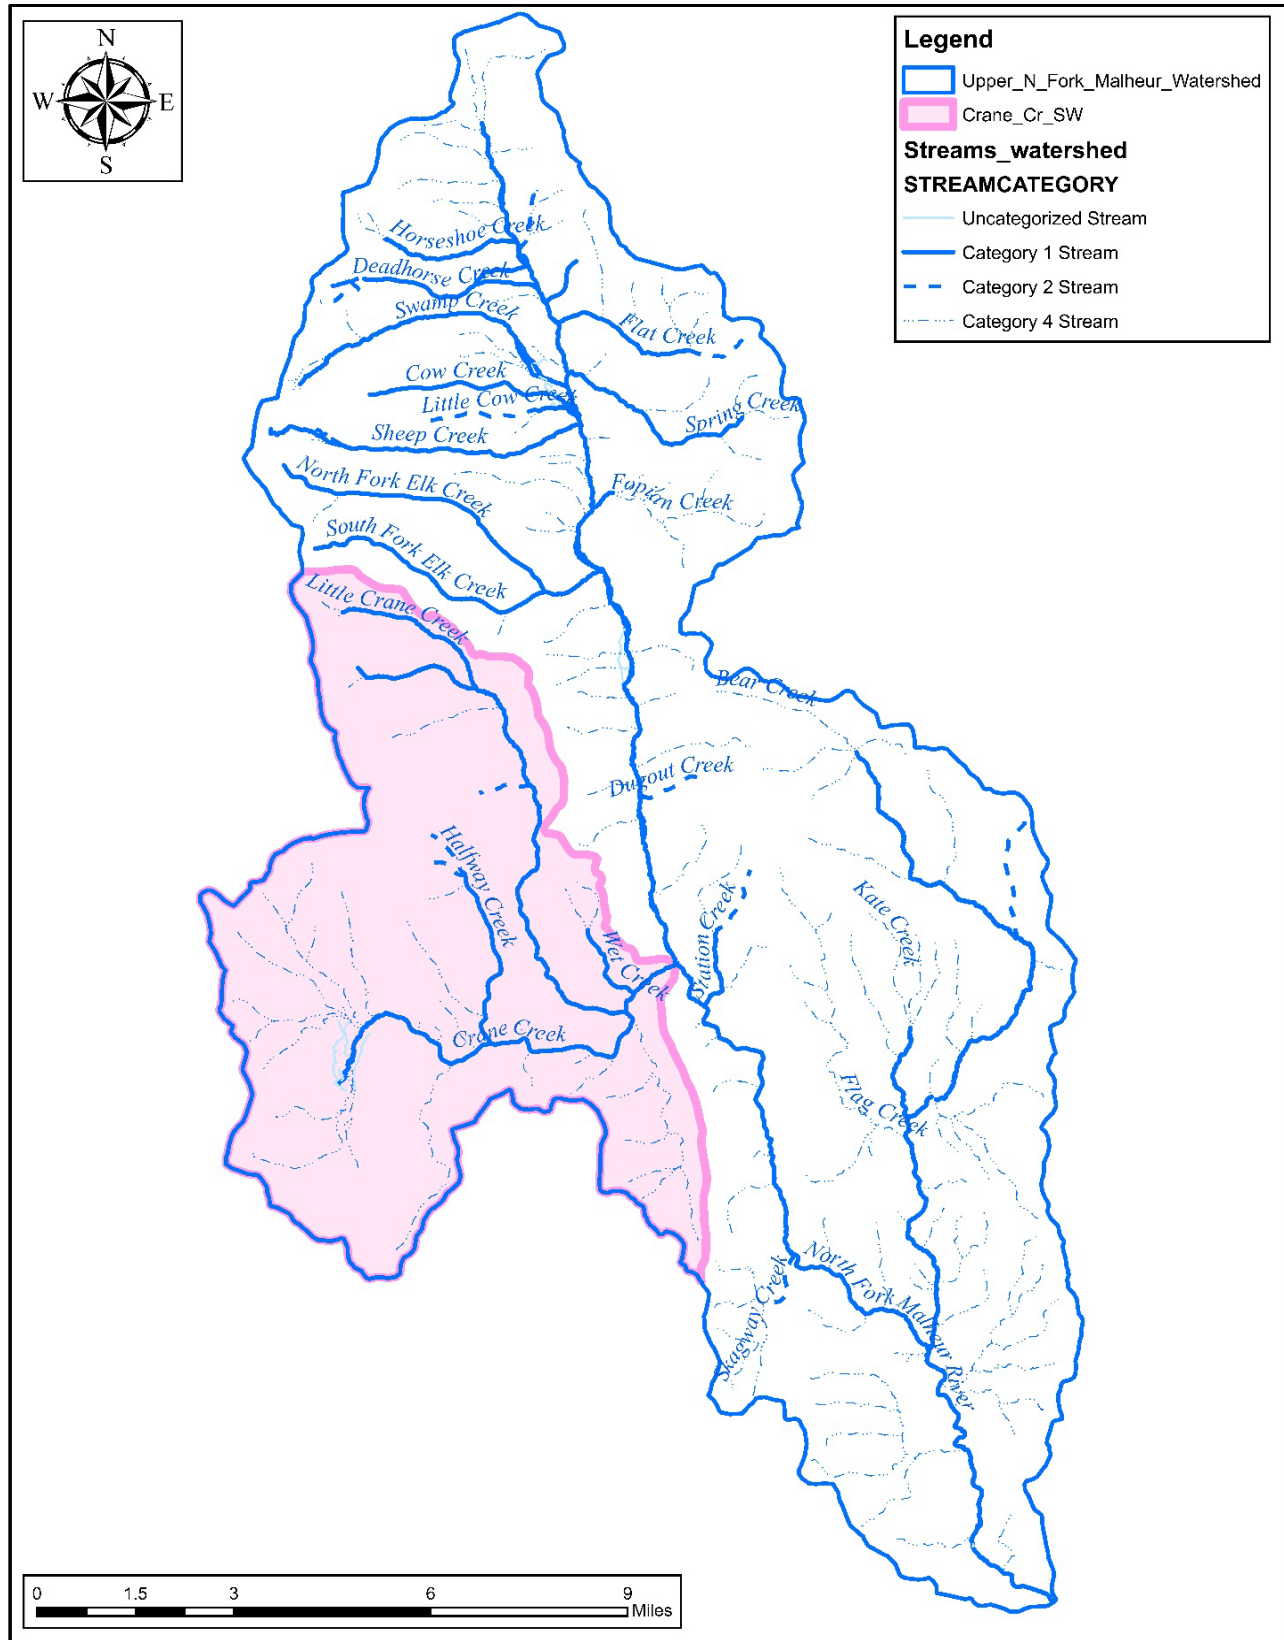 N
W E
S
Legend
Upper_N_Fork_Malheur_Watershed
Crane_Cr_SW
Streams_watershed
STREAMCATEGORY
Uncategorized Stream
Category 1 Stream
Category 2 Stream
Category 4 Stream
Horseshoe Creek
Deadhorse Creek
Swamp Creek
Flat Creek
Cow Creek
Little Cow Creek
Spring Creek
Sheep Creek
North Fork Elk Creek
Fopian Creek
South Fork Elk Creek
Little Crane Creek
Bear Creek
Dugout Creek
Halfway Creek
Kate Creek
Station Creek
Wet Creek
Crane Creek
Flag Creek
North Fork Malheur River
Skagway Creek
0 1.5 3 6 9
Miles